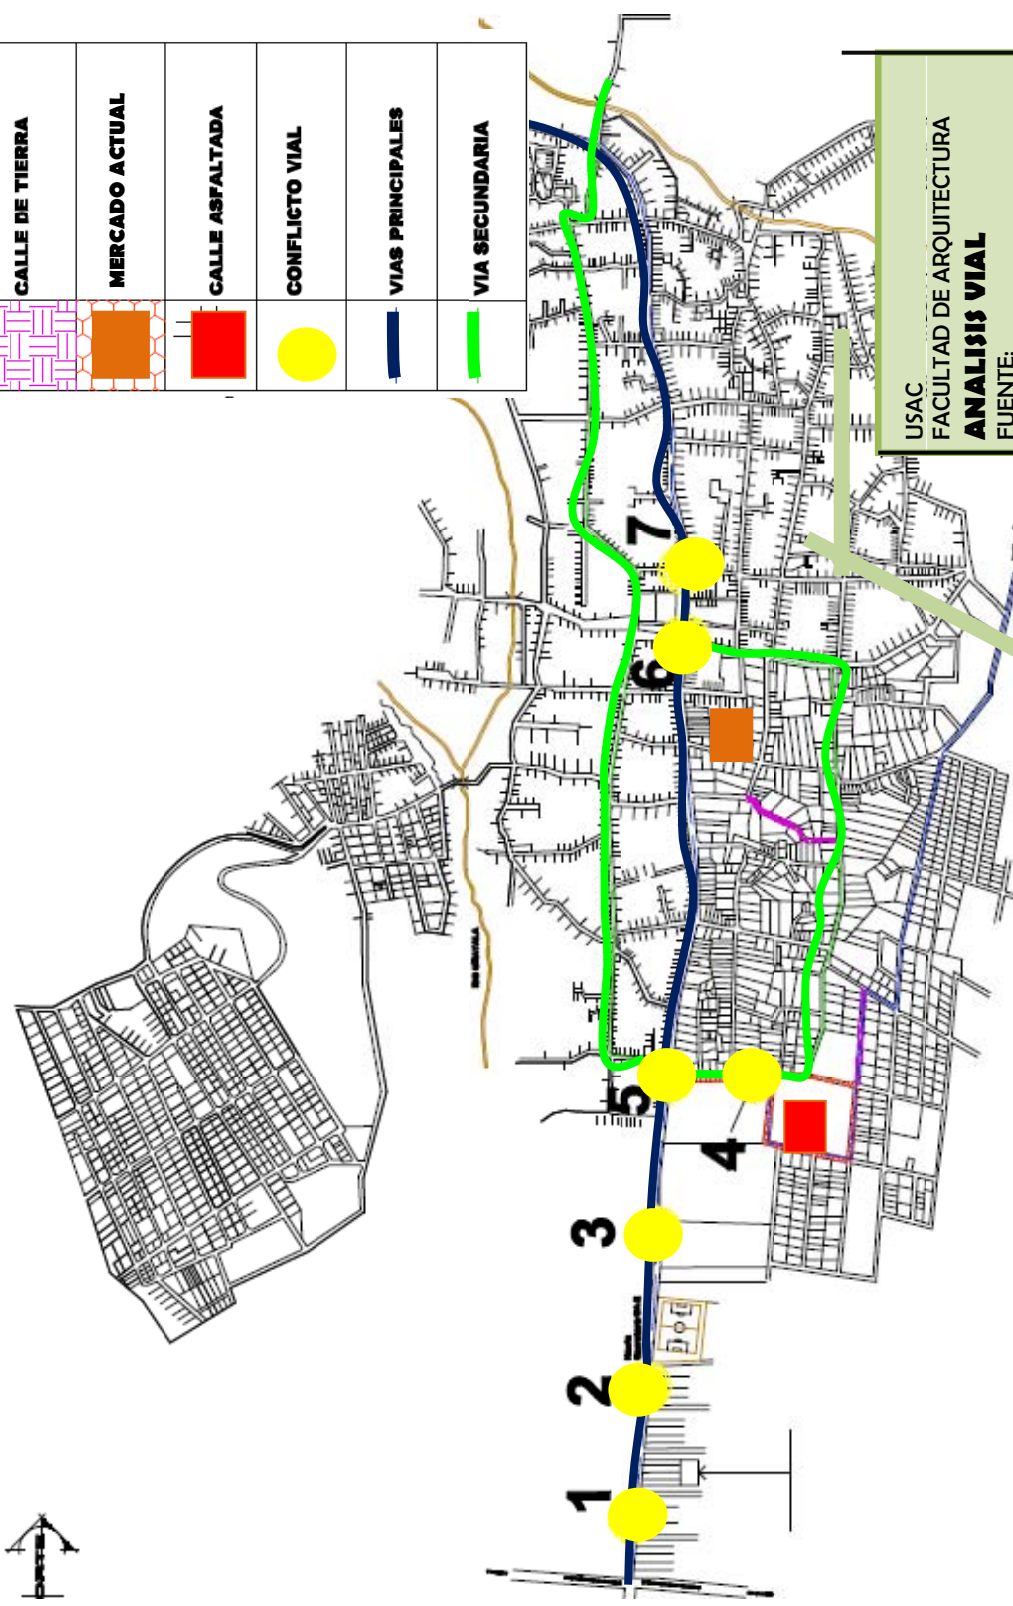 CALLE DE TIERRA
MERCADO ACTUAL
CALLE ASFALTADA
CONFLICTO VIAL
VIAS PRINCIPALES
VIA SECUNDARIA
USAC
FACULTAD DE ARQUITECTURA
ANALISIS VIAL
FUENTE:
7
6
5
4
3
2
1